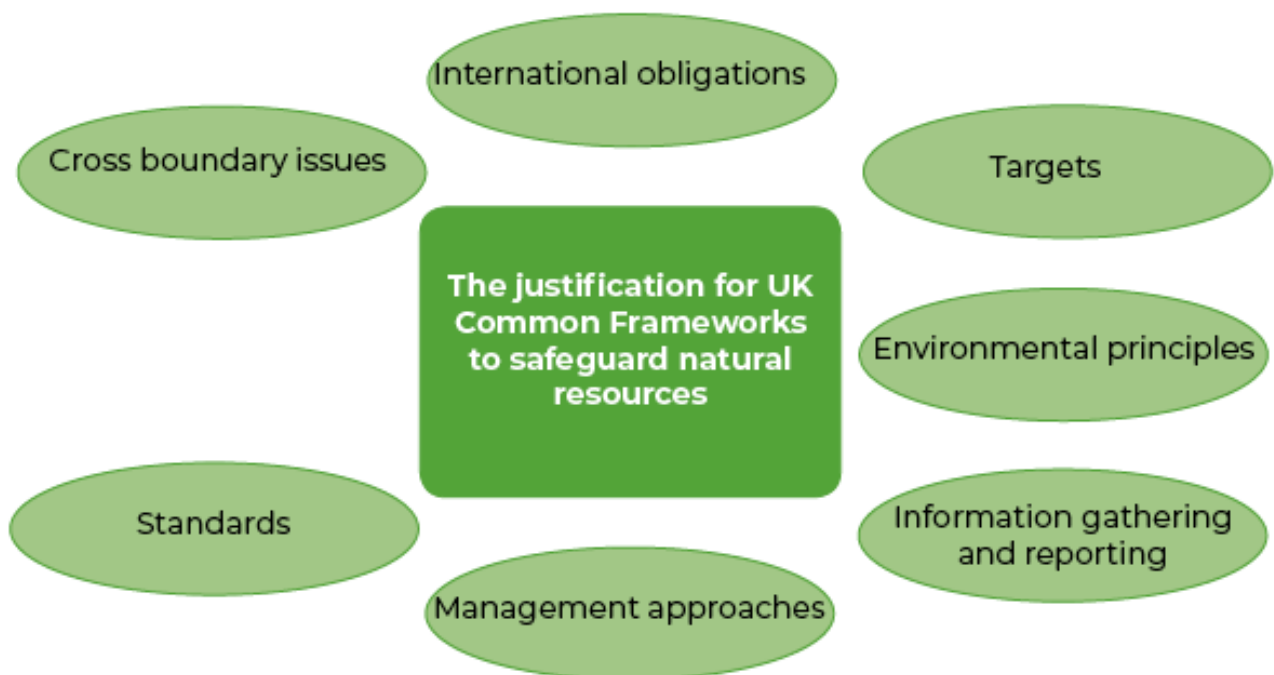 International obligations
Cross boundary issues
Targets
The justification for UK
Common Frameworks
to safeguard natural
resources
Environmental principles
Standards
Information gathering
and reporting
Management approaches